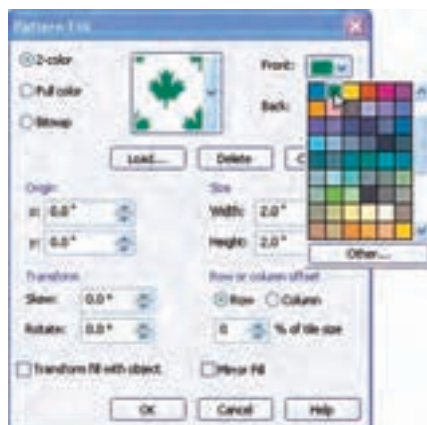 Pattern Fill
2-color
Front:
Full color
Back:
Bitmap
Load... Delete
Origin Size
x: 0.0" Width: 2.0"
y: 0.0" Height: 2.0"
Other...
Transform Row or column offset
Skew: 0.0° Row Column
Rotate: 0.0° 0 % of tile size
Transform fill with object Mirror Fill
OK Cancel Help